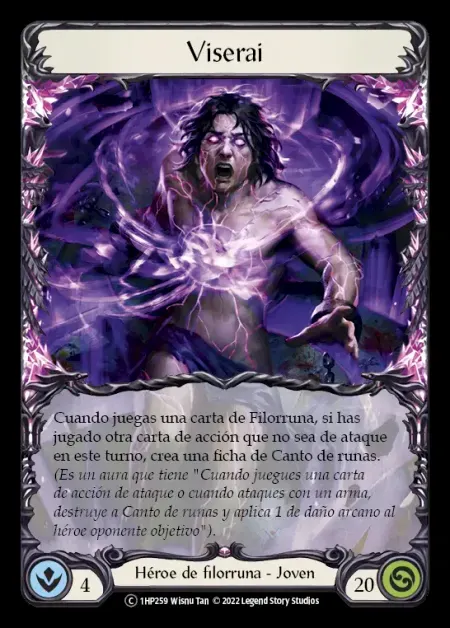 Viserai
Cuando juegas una carta de Filorruna, si has
jugado otra carta de acción que no sea de ataque
en este turno, crea una ficha de Canto de runas.
(Es un aura que tiene "Cuando juegues una carta
de acción de ataque o cuando ataques con un arma,
destruye a Canto de runas y aplica 1 de daño arcano al
héroe oponente objetivo").
4 Héroe de filorruna - Joven 20
C 1HP259 Wisnu Tan © 2022 Legend Story Studios